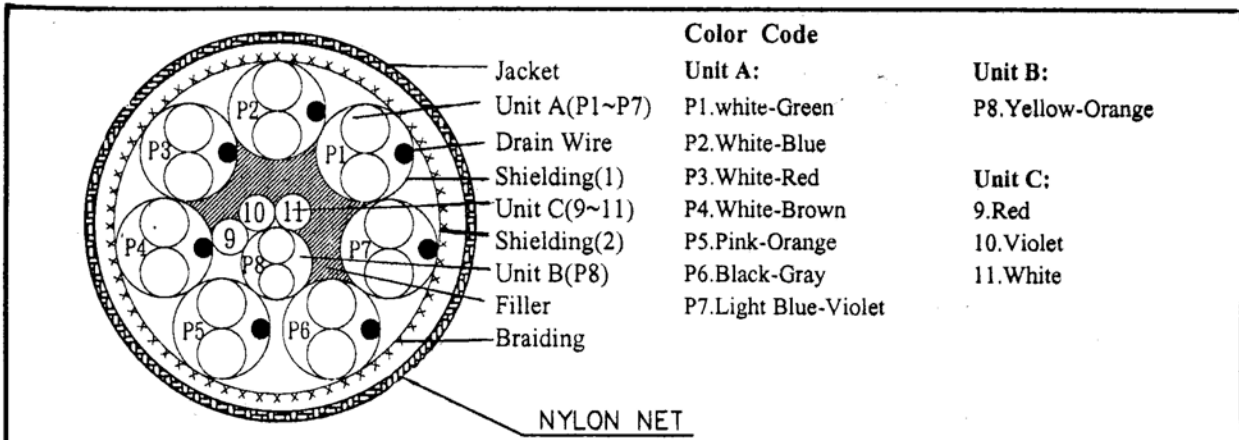 Color Code
Jacket
Unit A(P1~P7)
Drain Wire
Shielding(1)
Unit C(9~11)
Shielding(2)
Unit B(P8)
Filler
Braiding
NYLON NET
Unit A:
P1.white-Green
P2.White-Blue
P3.White-Red
P4.White-Brown
P5.Pink-Orange
P6.Black-Gray
P7.Light Blue-Violet
Unit B:
P8.Yellow-Orange
Unit C:
9.Red
10.Violet
11.White
P2
P3
P1
10
11
9
P4
P8
P7
P5
P6